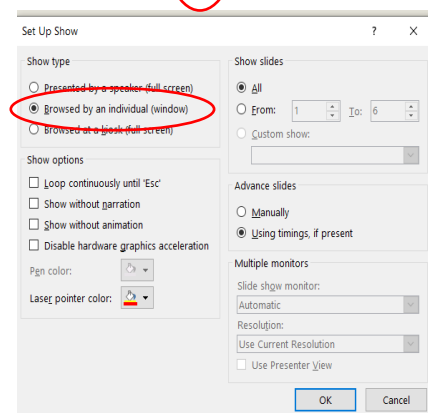 Set Up Show ? X
Show type
Presented by a speaker (full screen)
Browsed by an individual (window)
Browsed at a kiosk (full screen)
Show options
Loop continuously until 'Esc'
Show without narration
Show without animation
Disable hardware graphics acceleration
Pen color:
Laser pointer color:
Show slides
All
From: 1 To: 6
Custom show:
Advance slides
Manually
Using timings, if present
Multiple monitors
Slide show monitor:
Automatic
Resolution:
Use Current Resolution
Use Presenter View
OK Cancel